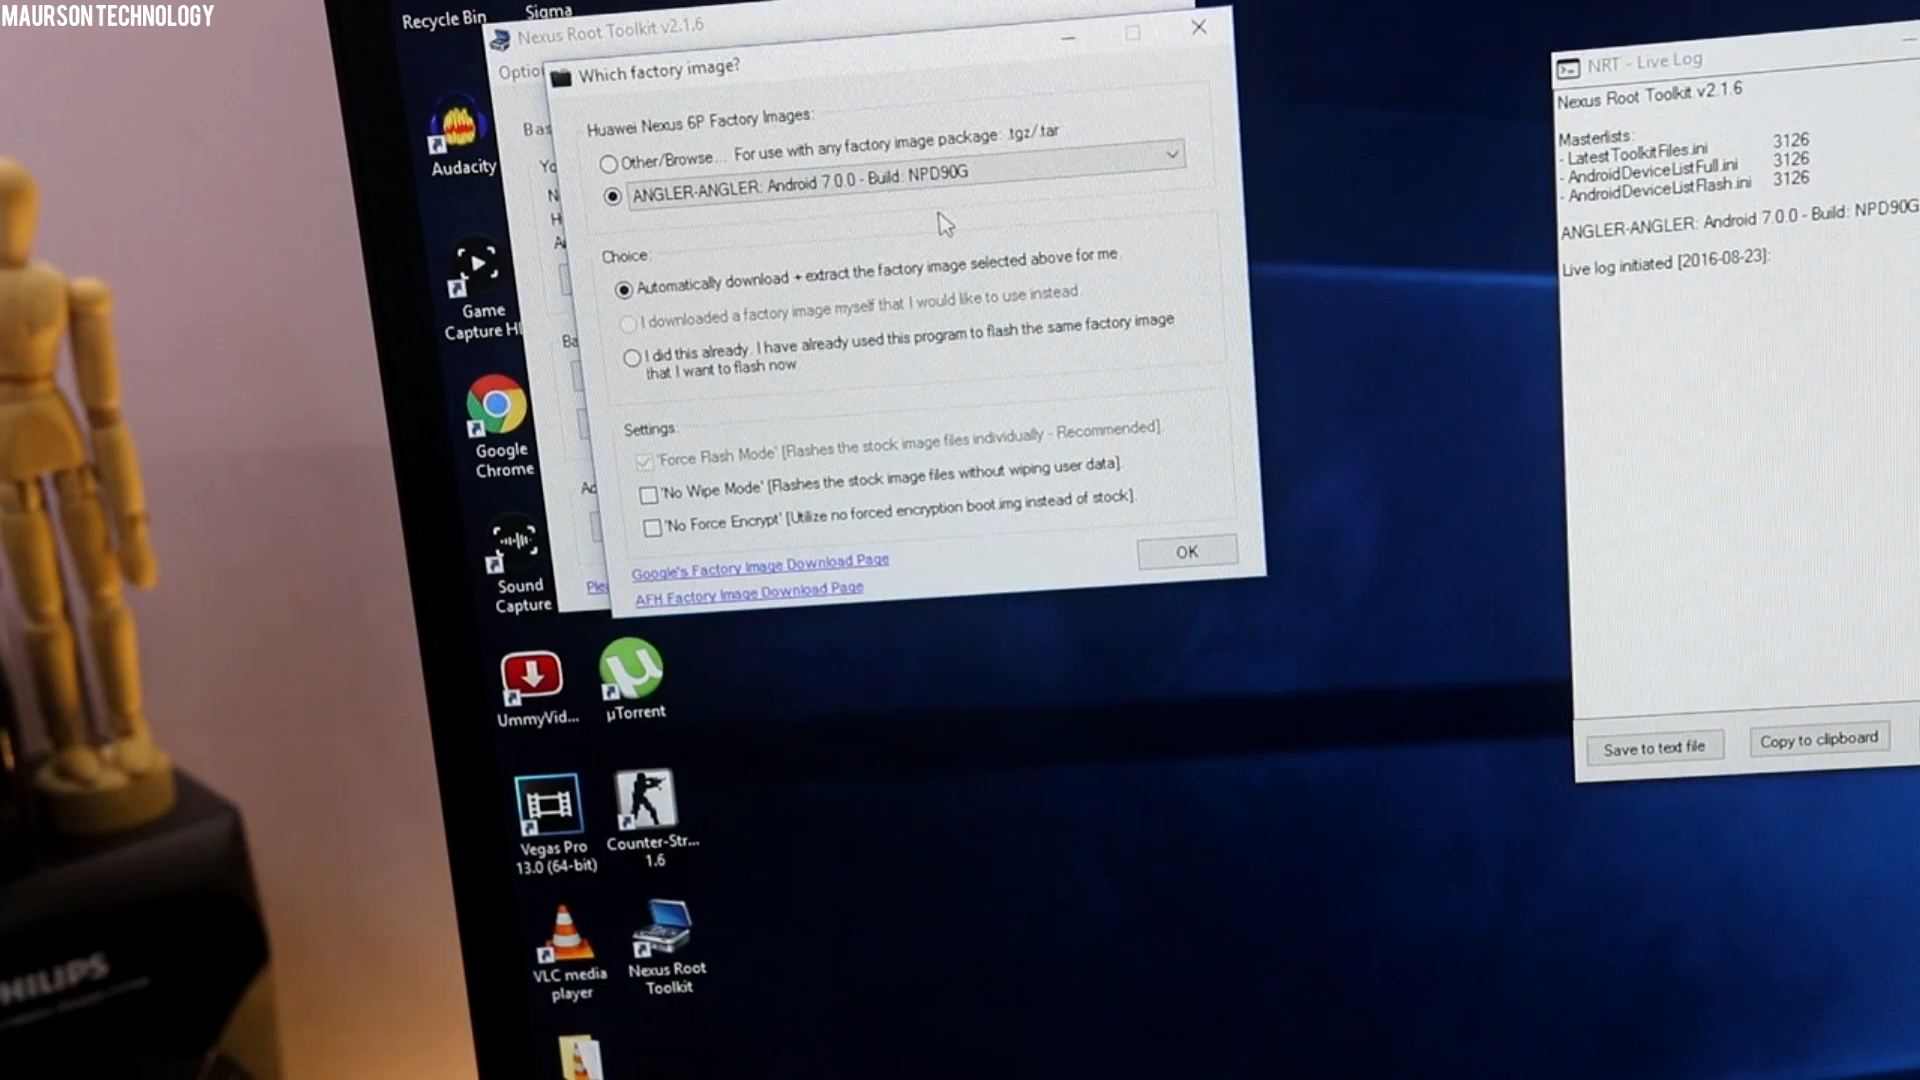 MAURSON TECHNOLOGY
Recycle Bin
Sigma
Nexus Root Toolkit v2.1.6
Which factory image?
Huawei Nexus 6P Factory Images:
Other/Browse... For use with any factory image package: .tgz/.tar
ANGLER-ANGLER: Android 7.0.0 - Build: NPD90G
Choice:
Automatically download + extract the factory image selected above for me.
I downloaded a factory image myself that I would like to use instead.
I did this already. I have already used this program to flash the same factory image
that I want to flash now
Settings:
'Force Flash Mode' [Flashes the stock image files individually - Recommended].
'No Wipe Mode' [Flashes the stock image files without wiping user data].
'No Force Encrypt' [Utilize no forced encryption boot.img instead of stock].
Google's Factory Image Download Page
AFH Factory Image Download Page
OK
NRT - Live Log
Nexus Root Toolkit v2.1.6
Masterlists:
- LatestToolkitFiles.ini 3126
- AndroidDeviceListFull.ini 3126
- AndroidDeviceListFlash.ini 3126
ANGLER-ANGLER: Android 7.0.0 - Build: NPD90G
Live log initiated [2016-08-23]:
Save to text file
Copy to clipboard
Audacity
Game
Capture
Google
Chrome
Sound
Capture
UmmyVid...
µTorrent
Vegas Pro
13.0 (64-bit)
Counter-Str...
1.6
VLC media
player
Nexus Root
Toolkit
PHILIPS